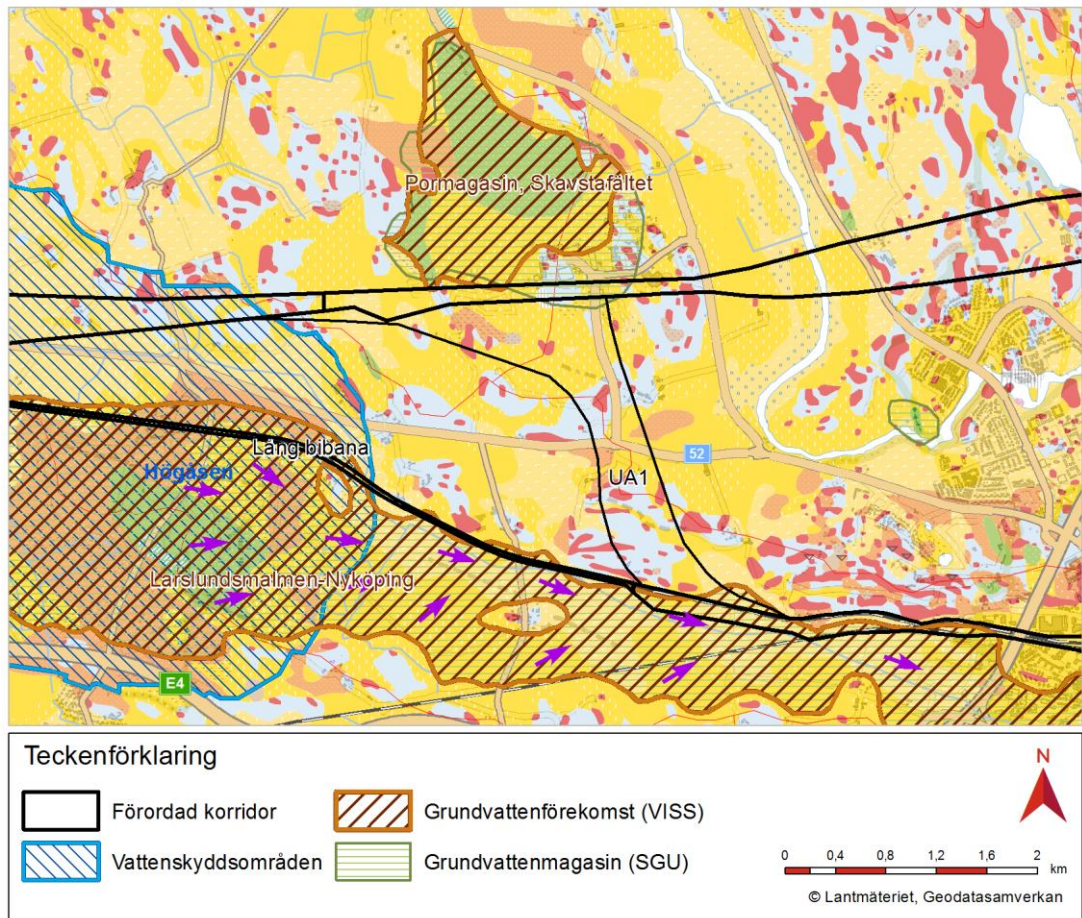 Pormagasin, Skavstafältet
52
Lång bibana
UA1
Högåsen
Larslundsmalmen-Nyköping
E4
Teckenförklaring
Förordad korridor
Vattenskyddsområden
Grundvattenförekomst (VISS)
Grundvattenmagasin (SGU)
N
0 0,4 0,8 1,2 1,6 2
km
© Lantmäteriet, Geodatasamverkan